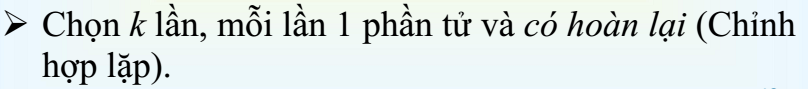 ➢ Chọn k lần, mỗi lần 1 phần tử và có hoàn lại (Chỉnh
hợp lặp).